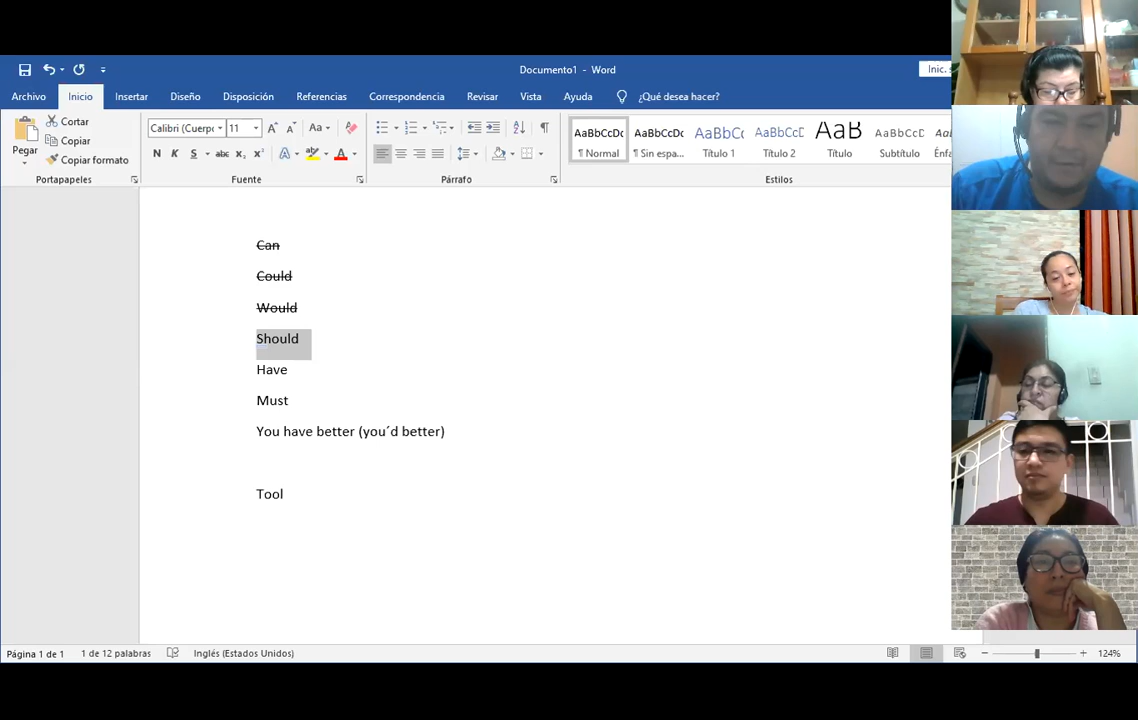 Documento1 - Word
Inic. s
Archivo Inicio Insertar Diseño Disposición Referencias Correspondencia Revisar Vista Ayuda ¿Qué desea hacer?
Pegar
Cortar
Copiar
Copiar formato
Portapapeles
Calibri (Cuerpo 11
Aa
N K S abc x₂ x²
Fuente
Párrafo
AaBbCcDc AaBbCcDc AaBbCc AaBbCcD AaB AaBbCcD AaB
¶ Normal ¶ Sin espa... Título 1 Título 2 Título Subtítulo Énfa
Estilos
Can
Could
Would
Should
Have
Must
You have better (you´d better)
Tool
Página 1 de 1 1 de 12 palabras Inglés (Estados Unidos) 124%